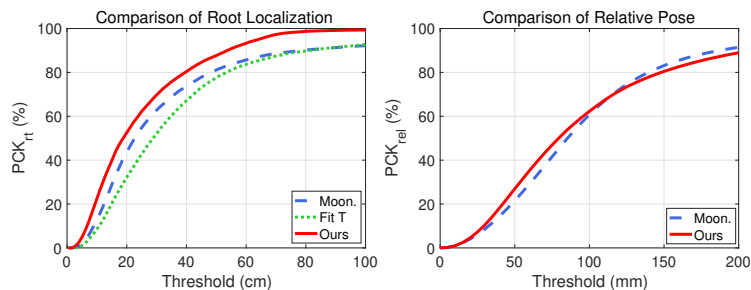 Comparison of Root Localization
PCK_rt (%)
100
80
60
40
20
0
Moon.
Fit T
Ours
0 20 40 60 80 100
Threshold (cm)
Comparison of Relative Pose
PCK_rel (%)
100
80
60
40
20
0
Moon.
Ours
0 50 100 150 200
Threshold (mm)